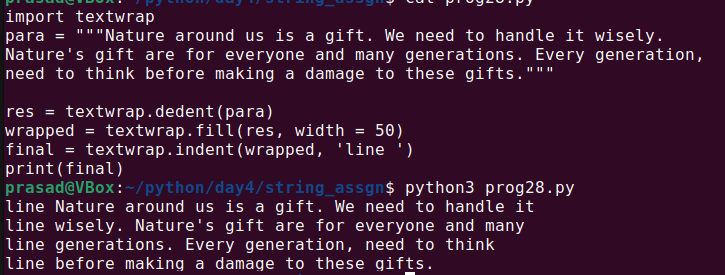 prasad@VBox:~/python/day4/string_assgn$ cat prog28.py
import textwrap
para = """Nature around us is a gift. We need to handle it wisely.
Nature's gift are for everyone and many generations. Every generation,
need to think before making a damage to these gifts."""

res = textwrap.dedent(para)
wrapped = textwrap.fill(res, width = 50)
final = textwrap.indent(wrapped, 'line ')
print(final)
prasad@VBox:~/python/day4/string_assgn$ python3 prog28.py
line Nature around us is a gift. We need to handle it
line wisely. Nature's gift are for everyone and many
line generations. Every generation, need to think
line before making a damage to these gifts.